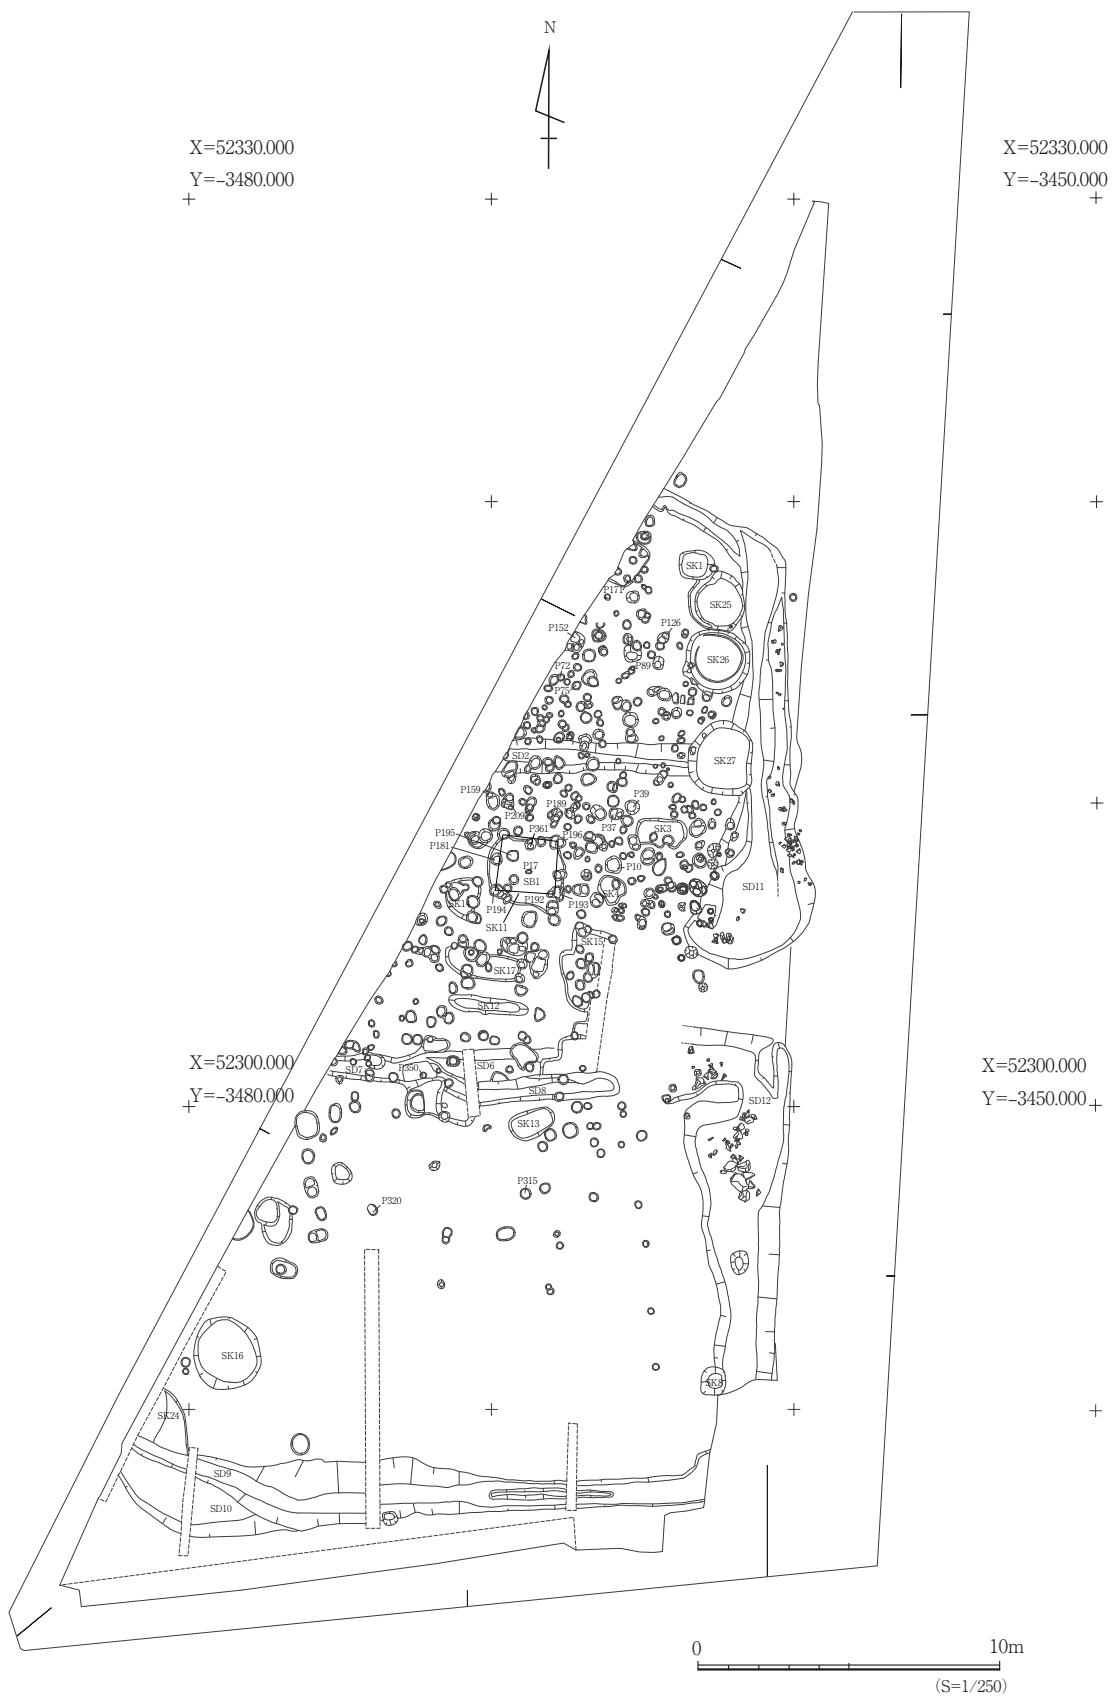 N
X=52330.000
Y=-3480.000
X=52330.000
Y=-3450.000
SK1
P171
SK25
P152
P126
SK26
P72
P89
P75
SD2
SK27
P159
P39
P189
P209
P37
SK3
P195
P361
P196
P181
P17
P10
SB1
SD11
P192
P194
P193
SK11
SK15
SK17
SK12
X=52300.000
Y=-3480.000
X=52300.000
Y=-3450.000
SD7
P350
SD6
SD8
SD12
SK13
P315
P320
SK16
SK8
SK24
SD9
SD10
0
10m
(S=1/250)